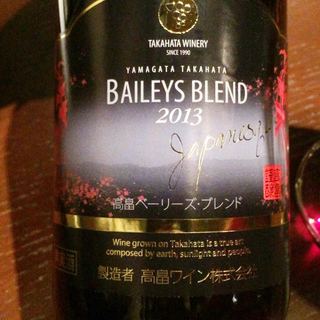 TAKAHATA WINERY
SINCE 1990
YAMAGATA TAKAHATA
BAILEYS BLEND
2013
Japanesque
高畠ベーリーズ・ブレンド
Wine grown on Takahata is a true art
composed by earth, sunlight and people.
製造者 高畠ワイン株式会社